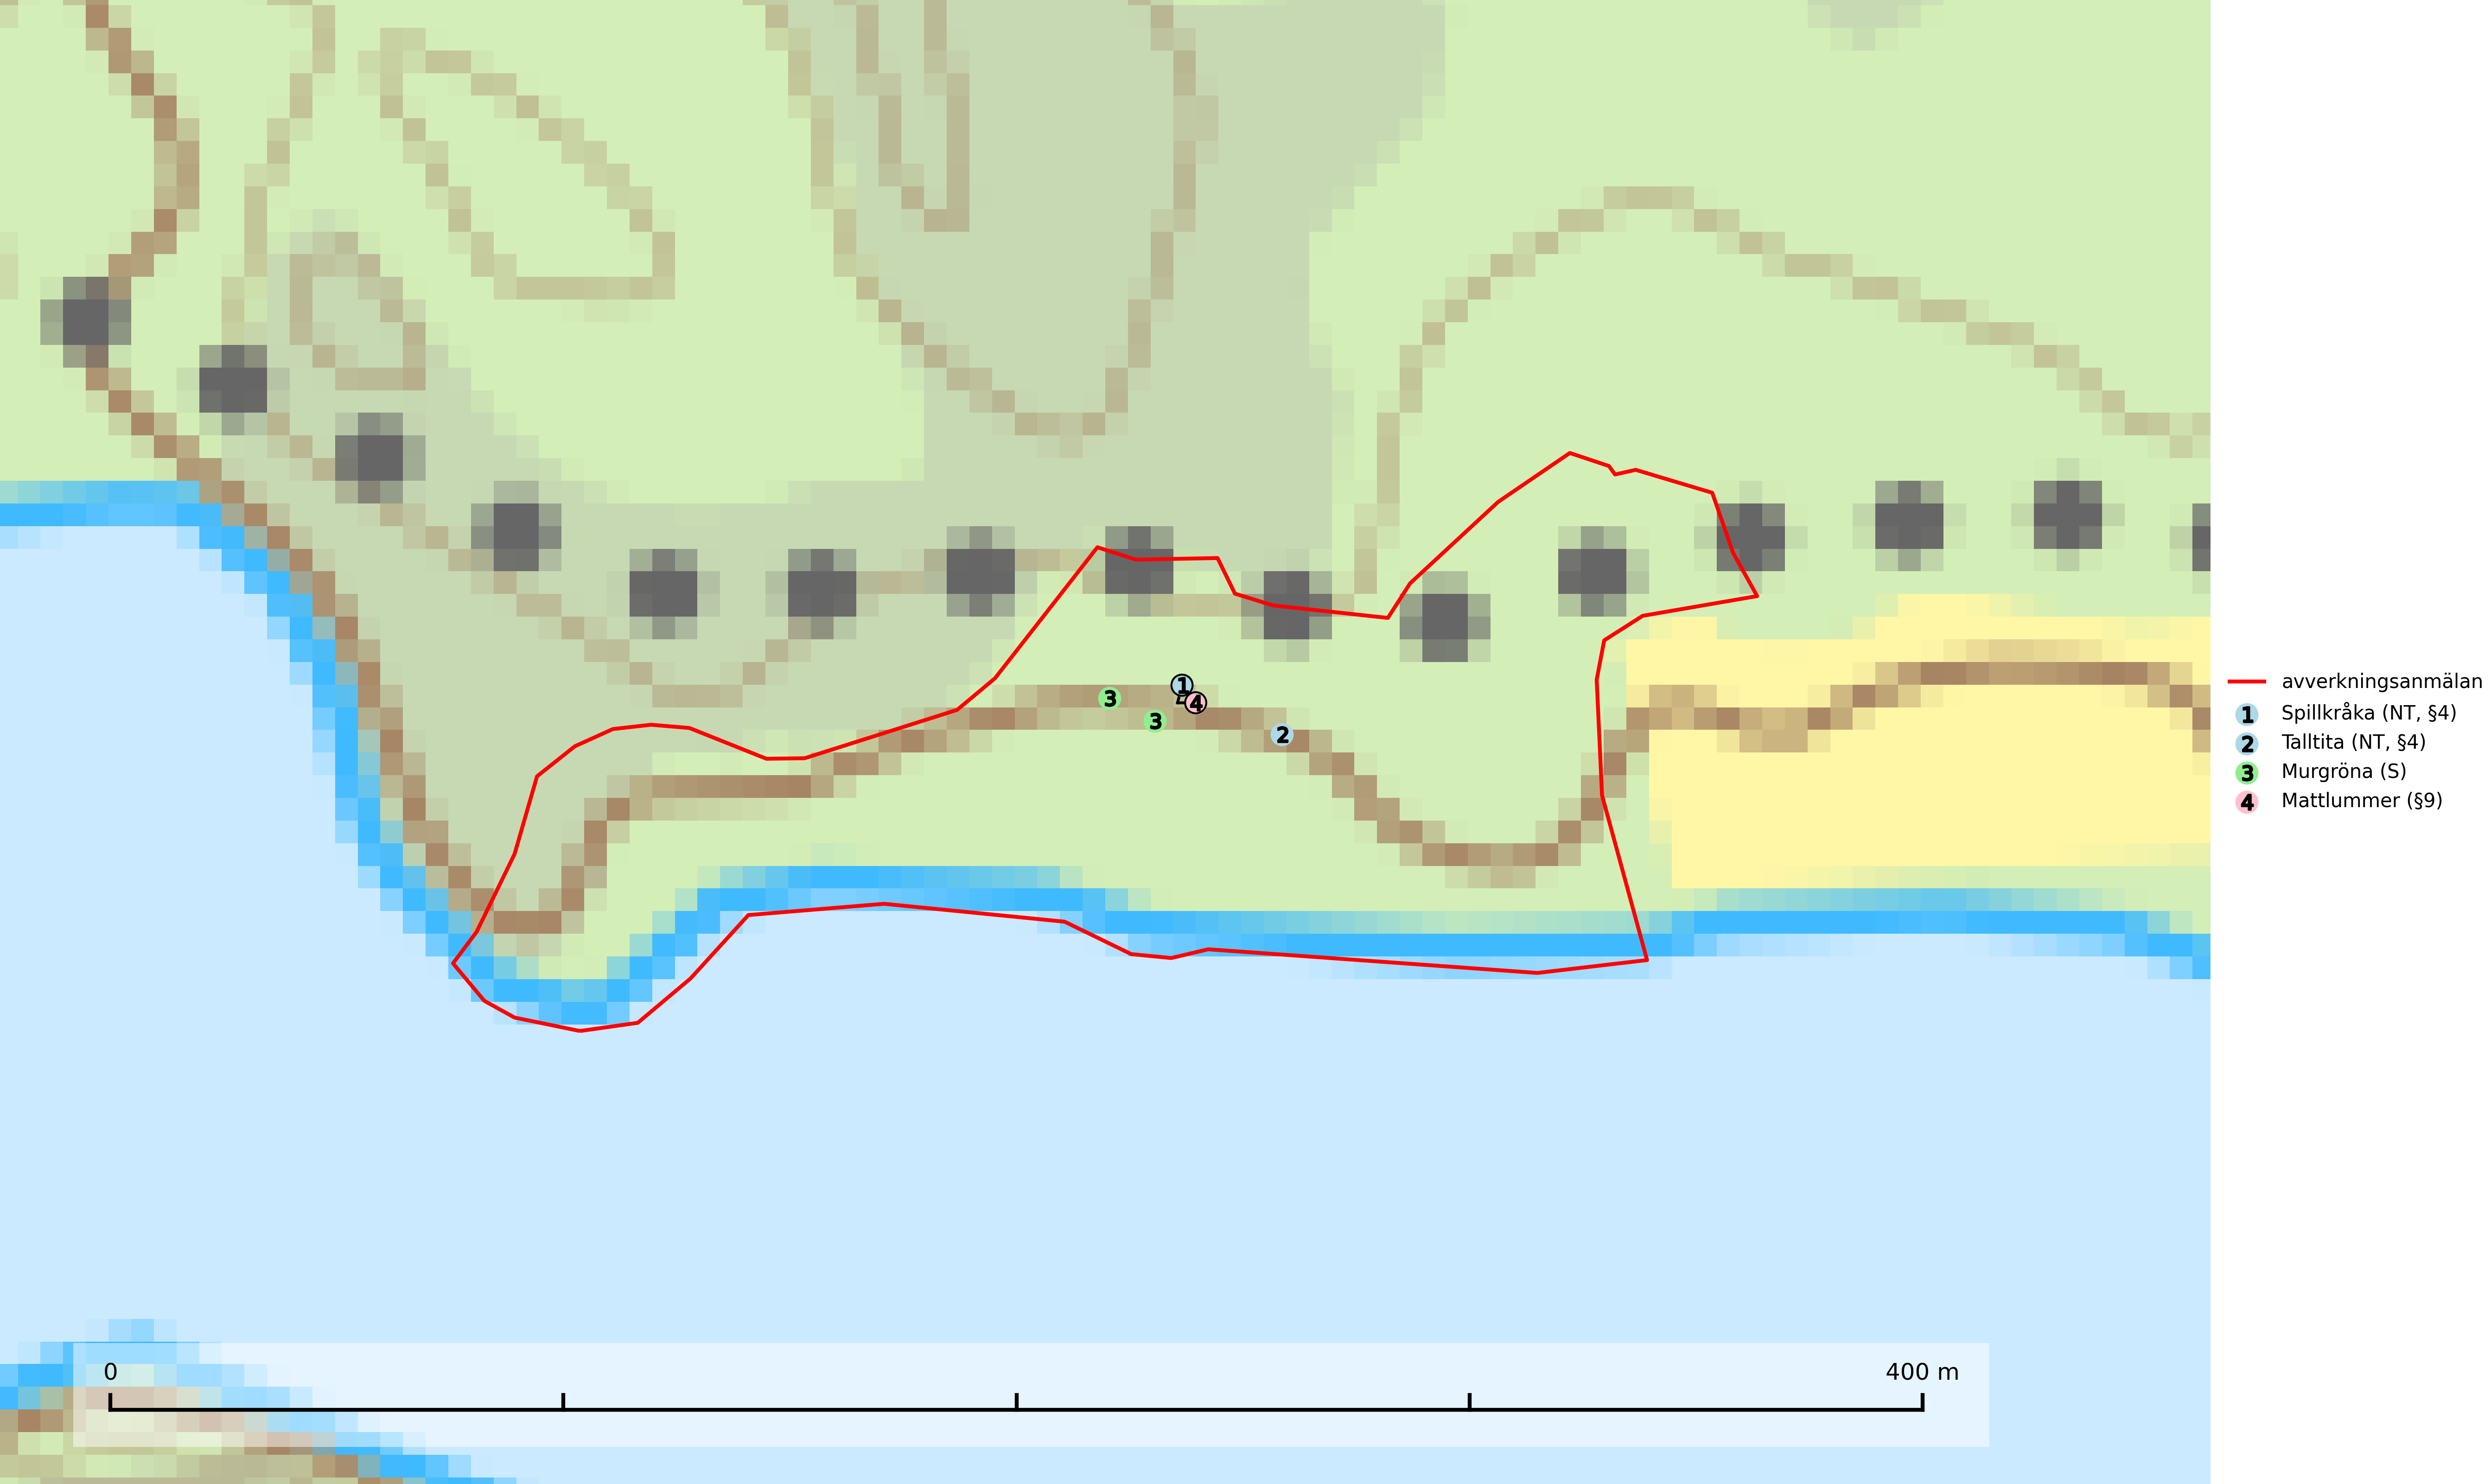 1
3
4
3
2
avverkningsanmälan
1 Spillkråka (NT, §4)
2 Talltita (NT, §4)
3 Murgröna (S)
4 Mattlummer (§9)
0
400 m